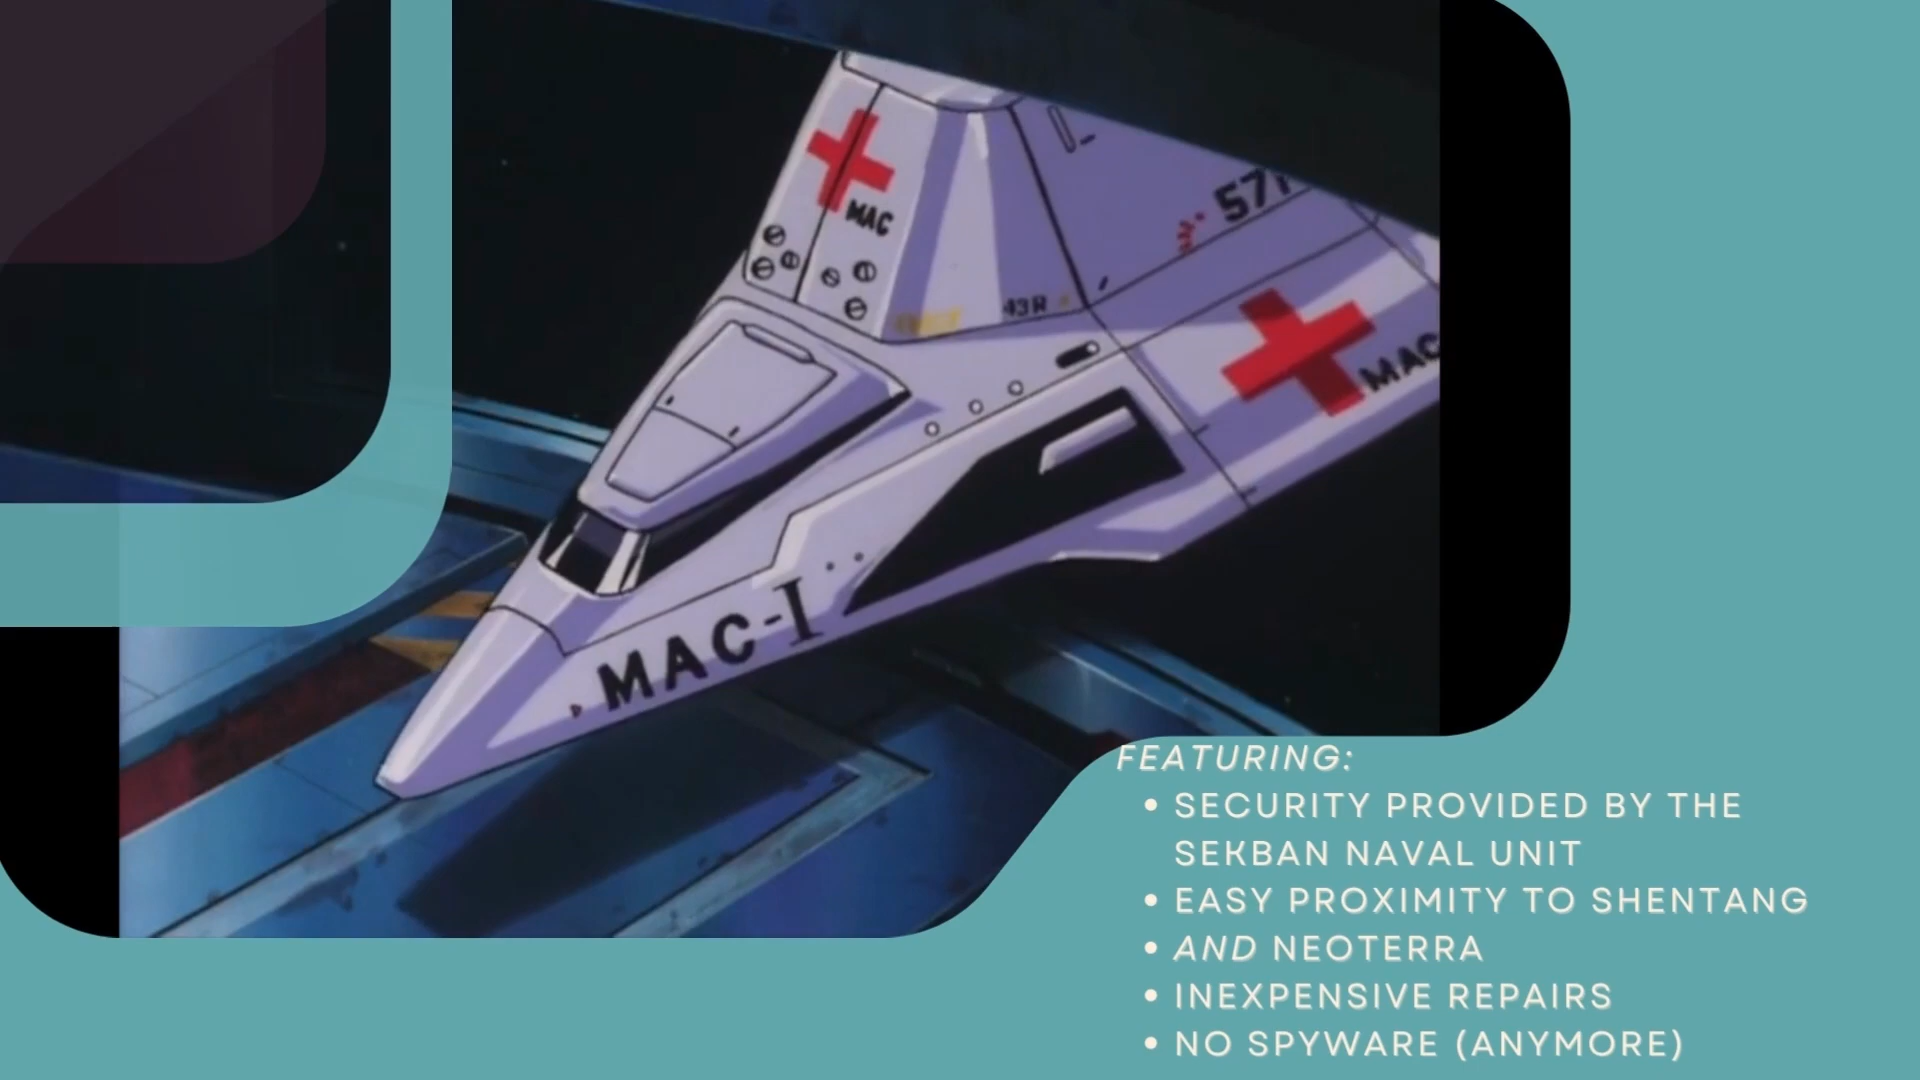 MAC
57
43R
MAC
MAC-I
FEATURING:
• SECURITY PROVIDED BY THE
SEKBAN NAVAL UNIT
• EASY PROXIMITY TO SHENTANG
• AND NEOTERRA
• INEXPENSIVE REPAIRS
• NO SPYWARE (ANYMORE)